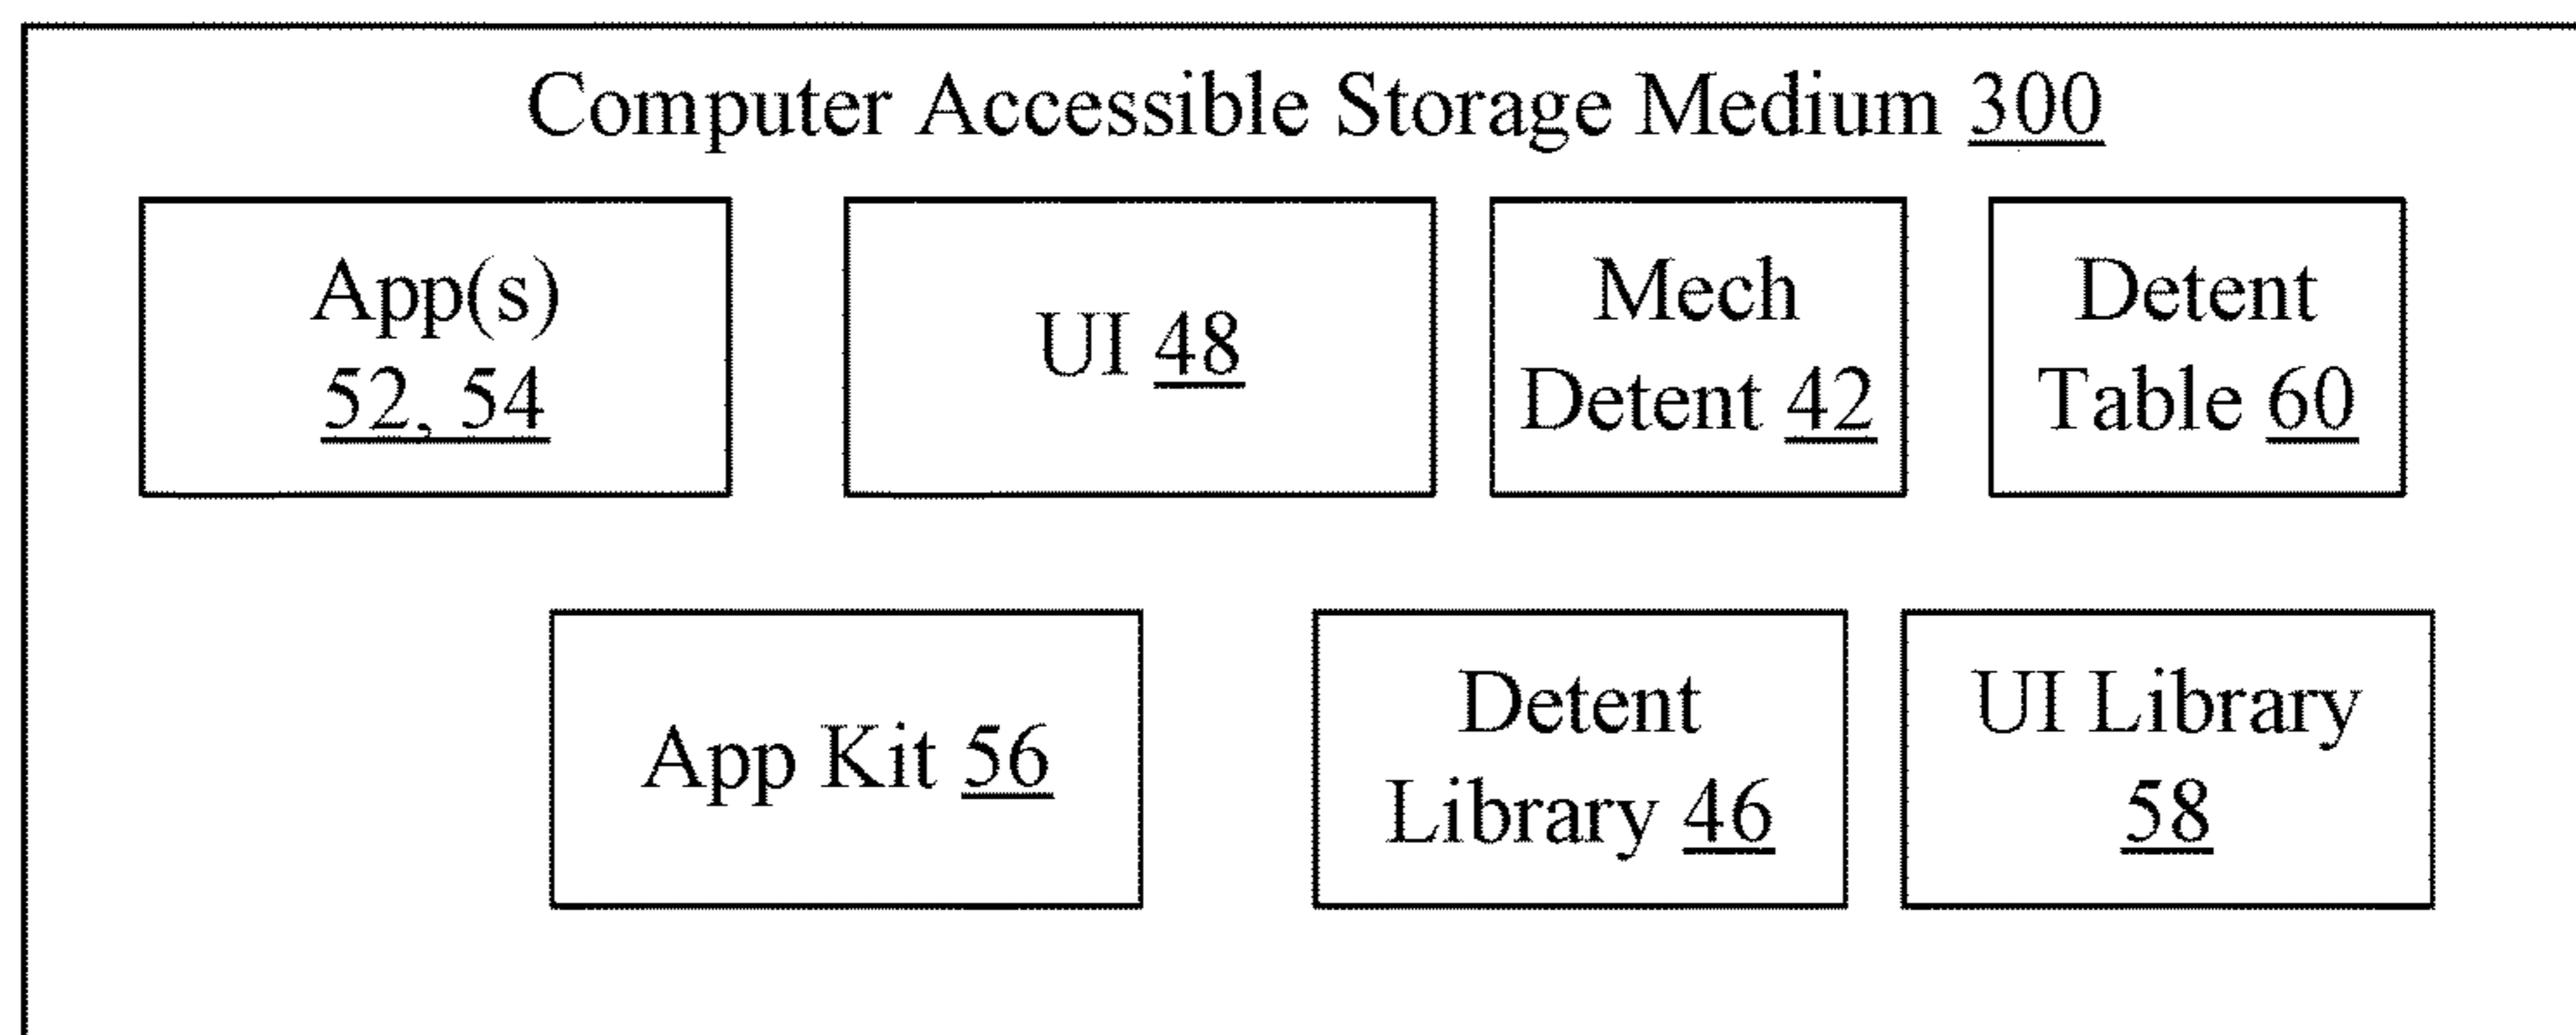 Computer Accessible Storage Medium 300
App(s)
52, 54
UI 48
Mech
Detent 42
Detent
Table 60
App Kit 56
Detent
Library 46
UI Library
58